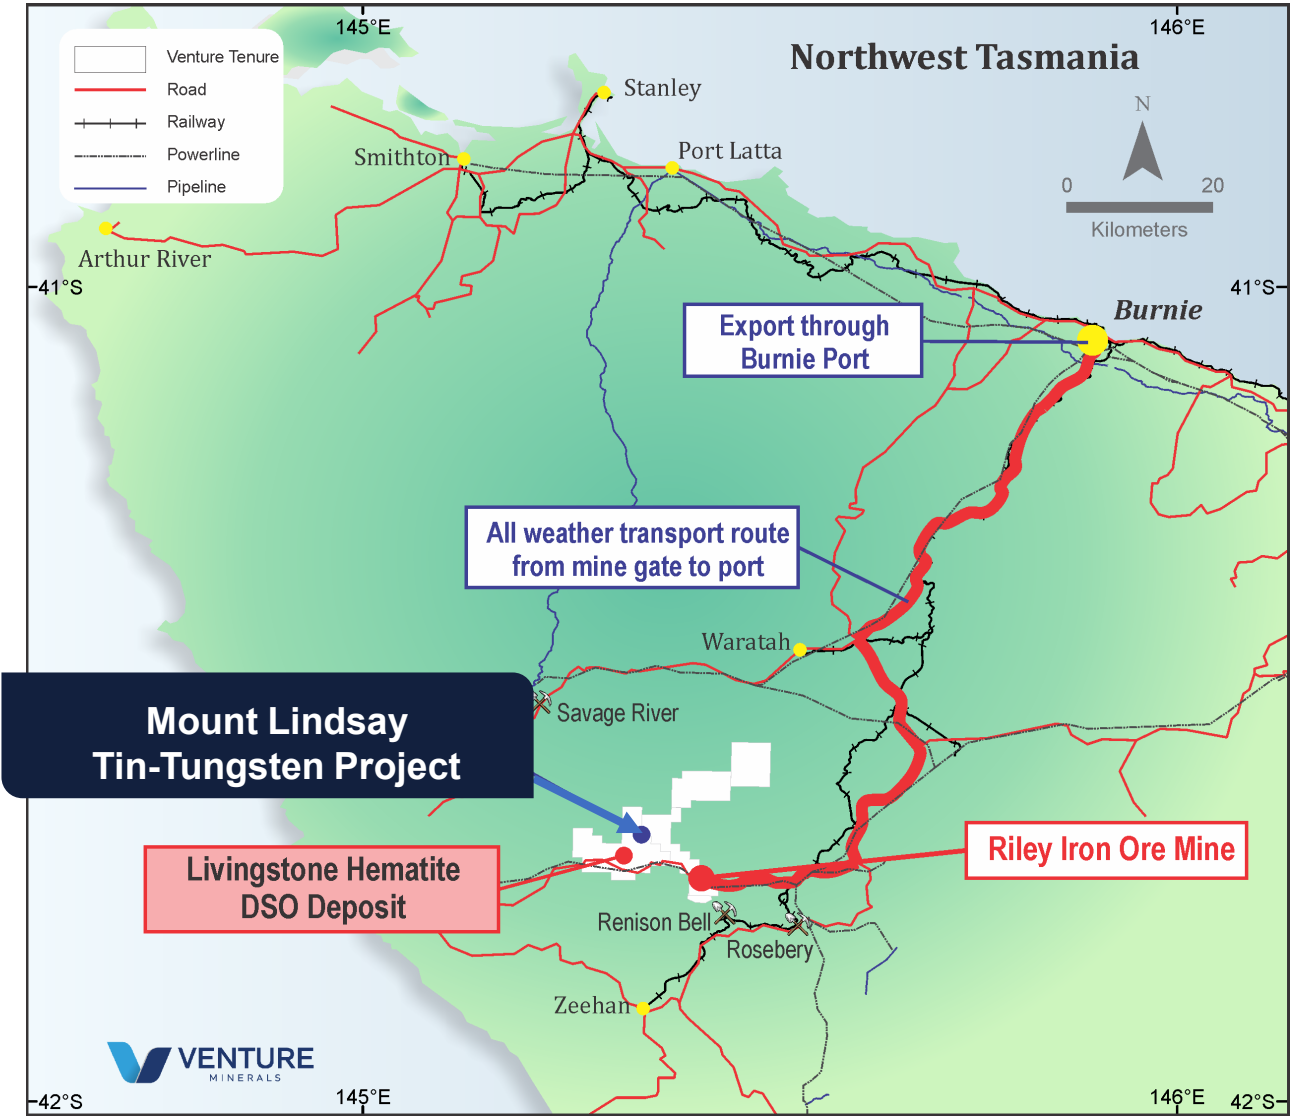 145°E
146°E
Northwest Tasmania
Venture Tenure
Road
Railway
Powerline
Pipeline
Stanley
Smithton
Port Latta
N
0 20
Kilometers
Arthur River
41°S
41°S
Burnie
Export through
Burnie Port
All weather transport route
from mine gate to port
Waratah
Savage River
Mount Lindsay
Tin-Tungsten Project
Riley Iron Ore Mine
Livingstone Hematite
DSO Deposit
Renison Bell
Rosebery
Zeehan
VENTURE
MINERALS
42°S
145°E
146°E
42°S